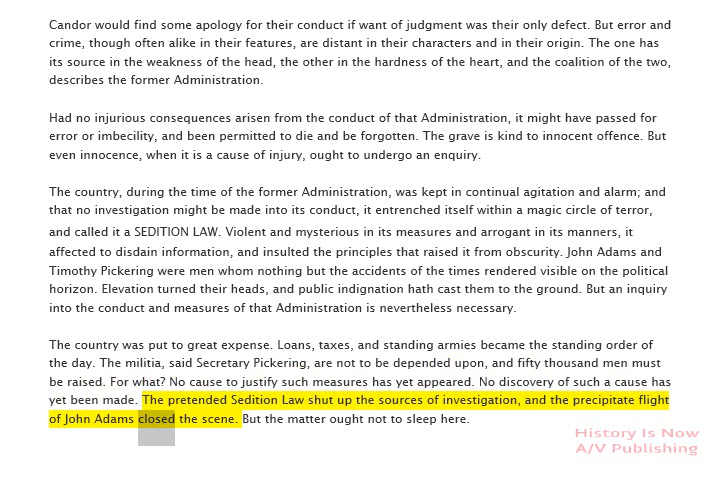 Candor would find some apology for their conduct if want of judgment was their only defect. But error and
crime, though often alike in their features, are distant in their characters and in their origin. The one has
its source in the weakness of the head, the other in the hardness of the heart, and the coalition of the two,
describes the former Administration.
Had no injurious consequences arisen from the conduct of that Administration, it might have passed for
error or imbecility, and been permitted to die and be forgotten. The grave is kind to innocent offence. But
even innocence, when it is a cause of injury, ought to undergo an enquiry.
The country, during the time of the former Administration, was kept in continual agitation and alarm; and
that no investigation might be made into its conduct, it entrenched itself within a magic circle of terror,
and called it a SEDITION LAW. Violent and mysterious in its measures and arrogant in its manners, it
affected to disdain information, and insulted the principles that raised it from obscurity. John Adams and
Timothy Pickering were men whom nothing but the accidents of the times rendered visible on the political
horizon. Elevation turned their heads, and public indignation hath cast them to the ground. But an inquiry
into the conduct and measures of that Administration is nevertheless necessary.
The country was put to great expense. Loans, taxes, and standing armies became the standing order of
the day. The militia, said Secretary Pickering, are not to be depended upon, and fifty thousand men must
be raised. For what? No cause to justify such measures has yet appeared. No discovery of such a cause has
yet been made. The pretended Sedition Law shut up the sources of investigation, and the precipitate flight
of John Adams closed the scene. But the matter ought not to sleep here.
History Is Now
A/V Publishing